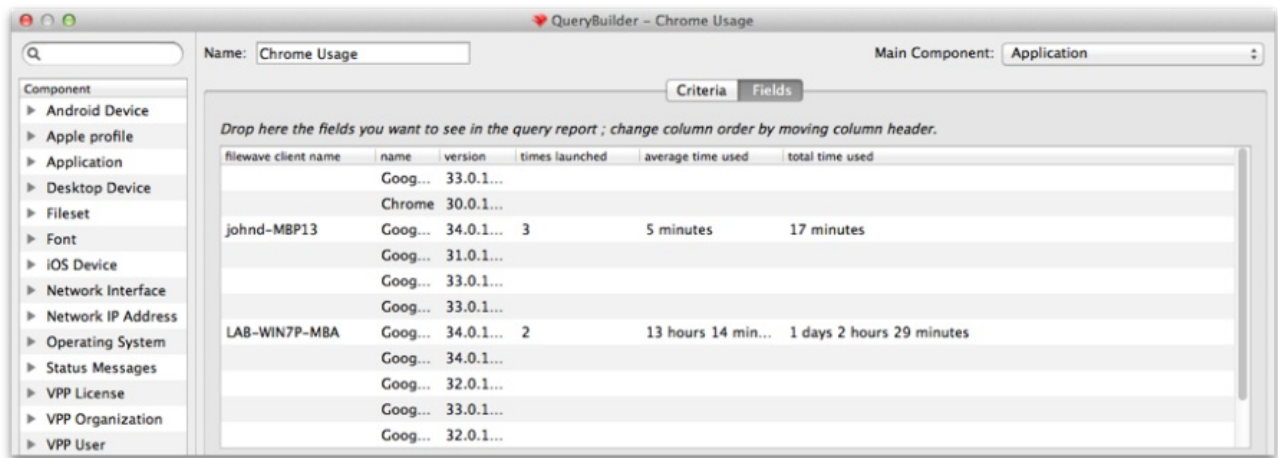 QueryBuilder – Chrome Usage
Name: Chrome Usage Main Component: Application
Component
Criteria Fields
Android Device
Apple profile
Application
Desktop Device
Fileset
Font
iOS Device
Network Interface
Network IP Address
Operating System
Status Messages
VPP License
VPP Organization
VPP User
Drop here the fields you want to see in the query report ; change column order by moving column header.
filewave client name name version times launched average time used total time used
Goog... 33.0.1...
Chrome 30.0.1...
johnd-MBP13 Goog... 34.0.1... 3 5 minutes 17 minutes
Goog... 31.0.1...
Goog... 33.0.1...
Goog... 33.0.1...
LAB-WIN7P-MBA Goog... 34.0.1... 2 13 hours 14 min... 1 days 2 hours 29 minutes
Goog... 34.0.1...
Goog... 32.0.1...
Goog... 33.0.1...
Goog... 32.0.1...